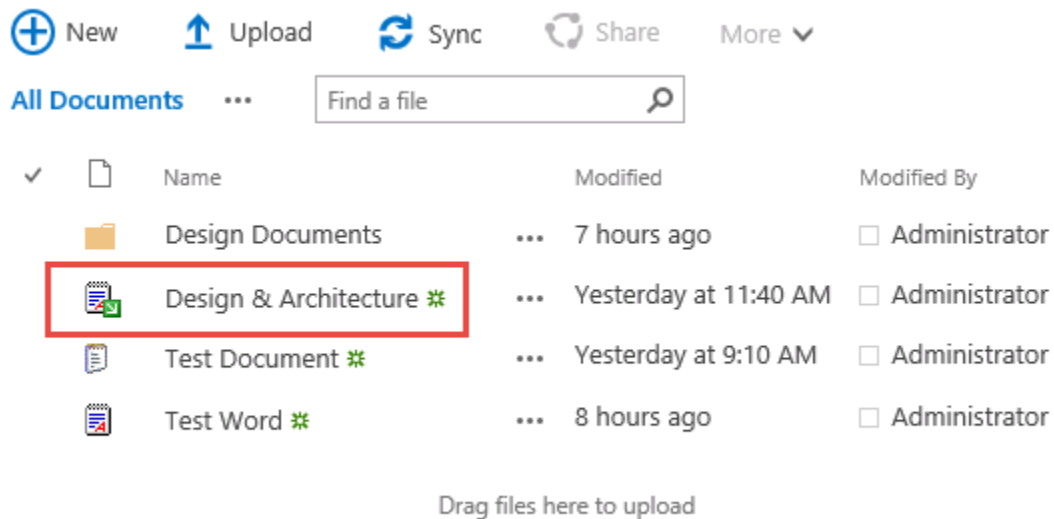 New Upload Sync Share More
All Documents ... Find a file
Name Modified Modified By
Design Documents ... 7 hours ago Administrator
Design & Architecture ... Yesterday at 11:40 AM Administrator
Test Document ... Yesterday at 9:10 AM Administrator
Test Word ... 8 hours ago Administrator
Drag files here to upload